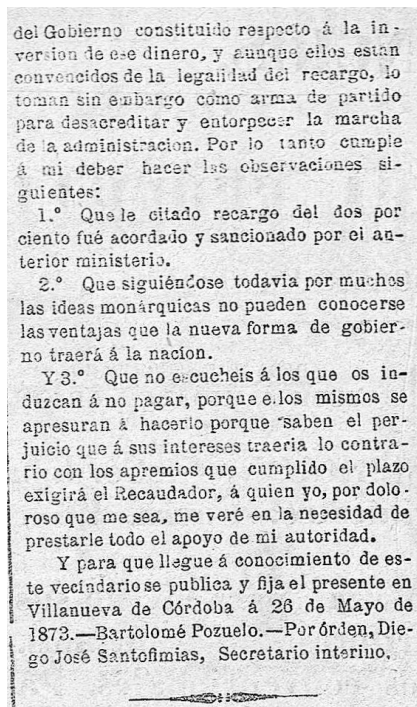 del Gobierno constituido respecto á la in-
version de ese dinero, y aunque ellos estan
convencidos de la legalidad del recargo, lo
toman sin embargo como arma de partido
para desacreditar y entorpecer la marcha
de la administracion. Por lo tanto cumple
á mi deber hacer las observaciones si-
guientes:
1.º Que le citado recargo del dos por
ciento fué acordado y sancionado por el an-
terior ministerio.
2.º Que siguiéndose todavia por muchos
las ideas monárquicas no pueden conocerse
las ventajas que la nueva forma de gobier-
no traerá á la nacion.
Y 3.º Que no escucheis á los que os in-
duzcan á no pagar, porque ellos mismos se
apresuran á hacerlo porque saben el per-
juicio que á sus intereses traeria lo contra-
rio con los apremios que cumplido el plazo
exigirá el Recaudador, á quien yo, por dolo-
roso que me sea, me veré en la necesidad de
prestarle todo el apoyo de mi autoridad.
Y para que llegue á conocimiento de es-
te vecindario se publica y fija el presente en
Villanueva de Córdoba á 26 de Mayo de
1873.—Bartolomé Pozuelo.—Por órden, Die-
go José Santofimias, Secretario interino.